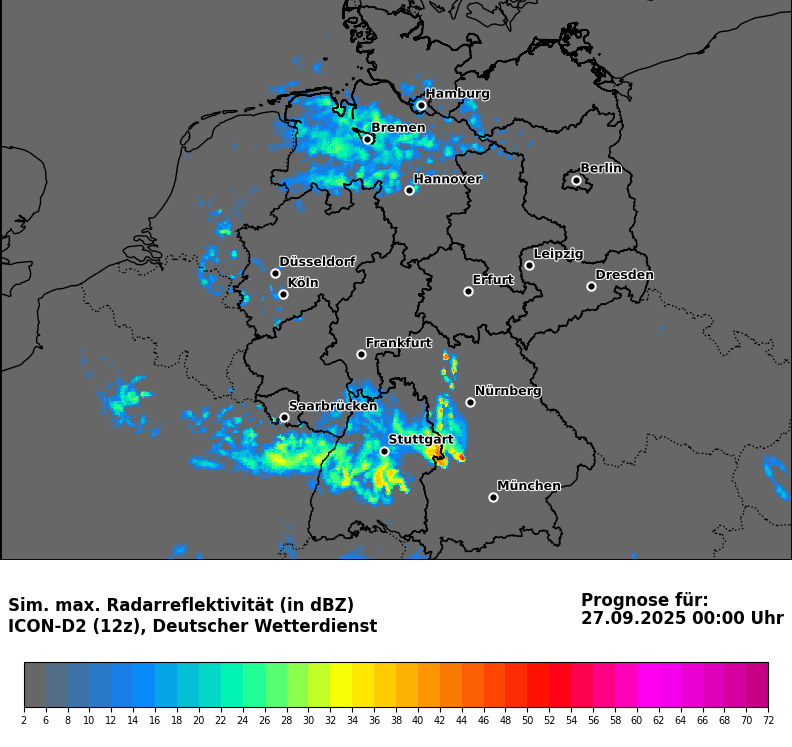 Hamburg
Bremen
Berlin
Hannover
Leipzig
Düsseldorf
Dresden
Erfurt
Köln
Frankfurt
Nürnberg
Saarbrücken
Stuttgart
München
Sim. max. Radarreflektivität (in dBZ)
ICON-D2 (12z), Deutscher Wetterdienst
Prognose für:
27.09.2025 00:00 Uhr
2 6 8 10 12 14 16 18 20 22 24 26 28 30 32 34 36 38 40 42 44 46 48 50 52 54 56 58 60 62 64 66 68 70 72